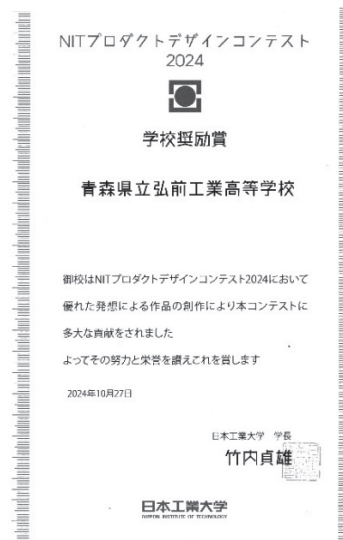 NITプロダクトデザインコンテスト
2024
学校奨励賞
青森県立弘前工業高等学校
御校はNITプロダクトデザインコンテスト2024において
優れた発想による作品の創作により本コンテストに
多大な貢献をされました
よってその努力と栄誉を讃えこれを賞します
2024年10月27日
日本工業大学 学長
竹内貞雄
日本工業大学
NIPPON INSTITUTE OF TECHNOLOGY